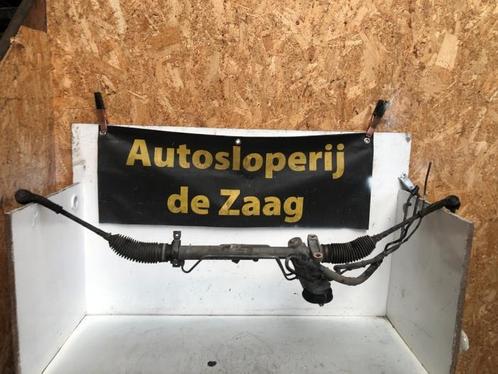 Autosloperij
de Zaag